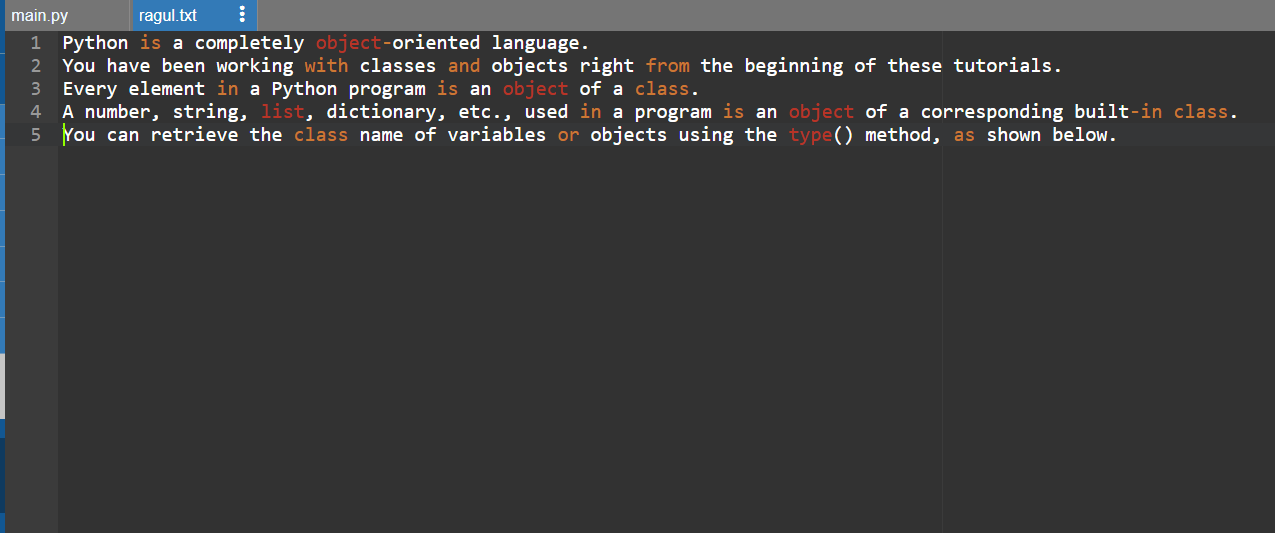 main.py ragul.txt
1 Python is a completely object-oriented language.
2 You have been working with classes and objects right from the beginning of these tutorials.
3 Every element in a Python program is an object of a class.
4 A number, string, list, dictionary, etc., used in a program is an object of a corresponding built-in class.
5 You can retrieve the class name of variables or objects using the type() method, as shown below.